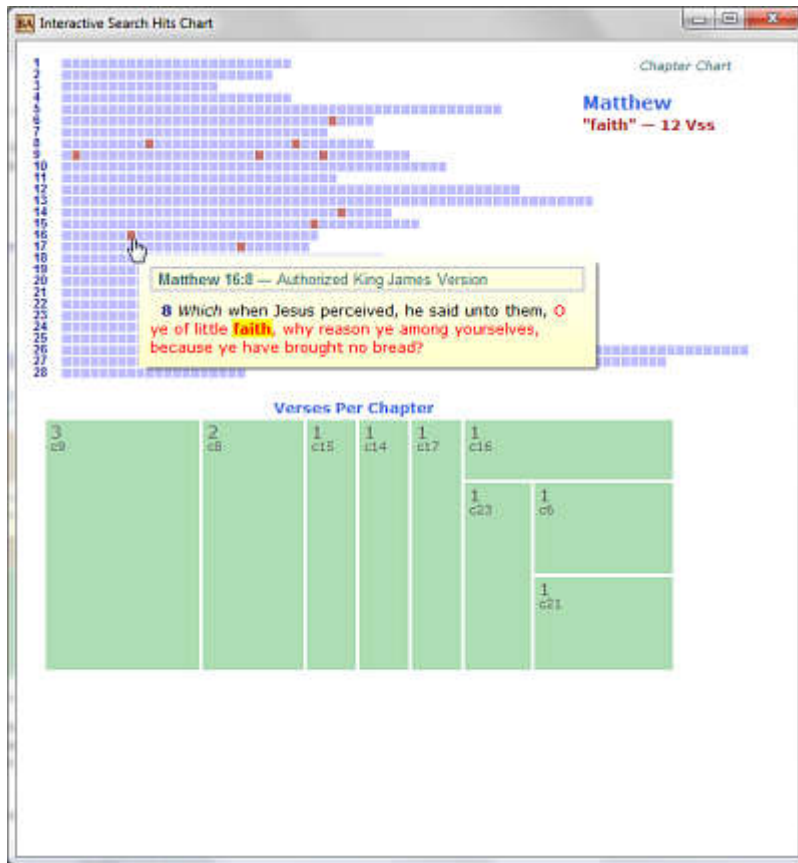 BA Interactive Search Hits Chart
Chapter Chart
Matthew
"faith" — 12 Vss
1
2
3
4
5
6
7
8
9
10
11
12
13
14
15
16
17
18
19
20
21
22
23
24
25
26
27
28
Matthew 16:8 — Authorized King James Version
8 Which when Jesus perceived, he said unto them, O
ye of little faith, why reason ye among yourselves,
because ye have brought no bread?
Verses Per Chapter
3
c9
2
c8
1
c15
1
c14
1
c17
1
c16
1
c23
1
c6
1
c21